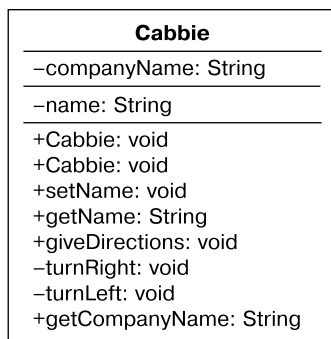 Cabbie
–companyName: String
–name: String
+Cabbie: void
+Cabbie: void
+setName: void
+getName: String
+giveDirections: void
–turnRight: void
–turnLeft: void
+getCompanyName: String